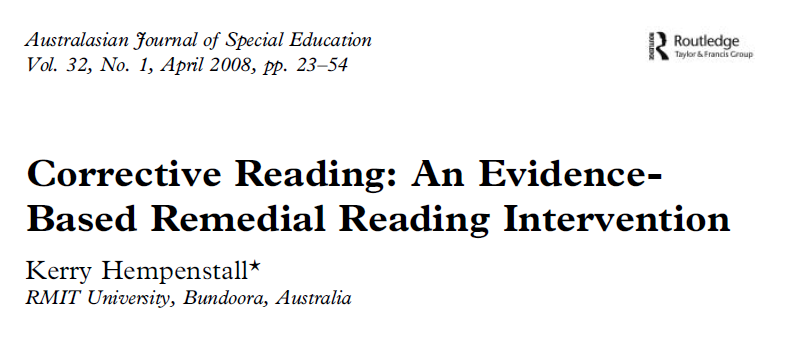 Australasian Journal of Special Education
Vol. 32, No. 1, April 2008, pp. 23–54
ROUTLEDGE
Routledge
Taylor & Francis Group
Corrective Reading: An Evidence-
Based Remedial Reading Intervention
Kerry Hempenstall*
RMIT University, Bundoora, Australia